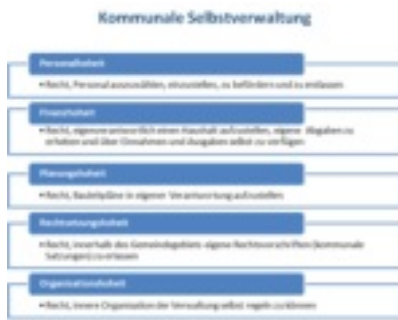 Kommunale Selbstverwaltung
Personalhoheit
• Recht, Personal auszuwählen, einzustellen, zu befördern und zu entlassen
Finanzhoheit
• Recht, eigenverantwortlich einen Haushalt aufzustellen, eigene Abgaben zu
erheben und über Einnahmen und Ausgaben selbst zu verfügen
Planungshoheit
• Recht, Bauleitpläne in eigener Verantwortung aufzustellen
Rechtsetzungshoheit
• Recht, innerhalb des Gemeindegebiets eigene Rechtsvorschriften (kommunale
Satzungen) zu erlassen
Organisationshoheit
• Recht, innere Organisation der Verwaltung selbst regeln zu können